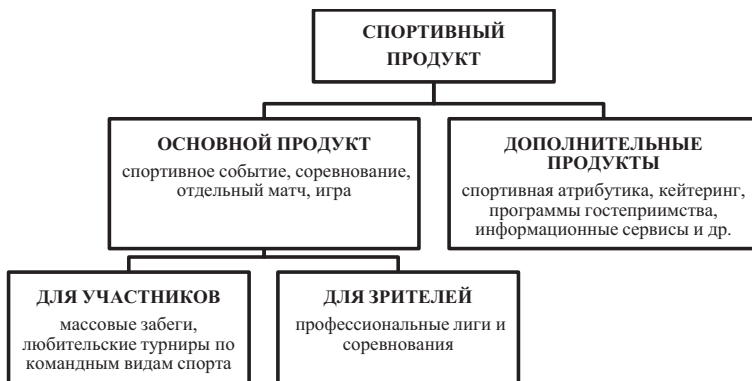 СПОРТИВНЫЙ
ПРОДУКТ
ОСНОВНОЙ ПРОДУКТ
спортивное событие, соревнование,
отдельный матч, игра
ДОПОЛНИТЕЛЬНЫЕ
ПРОДУКТЫ
спортивная атрибутика, кейтеринг,
программы гостеприимства,
информационные сервисы и др.
ДЛЯ УЧАСТНИКОВ
массовые забеги,
любительские турниры по
командным видам спорта
ДЛЯ ЗРИТЕЛЕЙ
профессиональные лиги и
соревнования